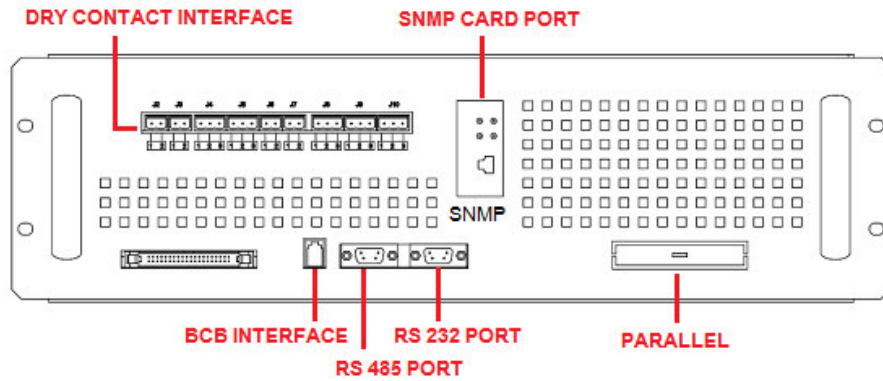 DRY CONTACT INTERFACE
SNMP CARD PORT
J2 J3 J4 J5 J6 J7 J8 J9 J10
SNMP
BCB INTERFACE
RS 232 PORT
PARALLEL
RS 485 PORT